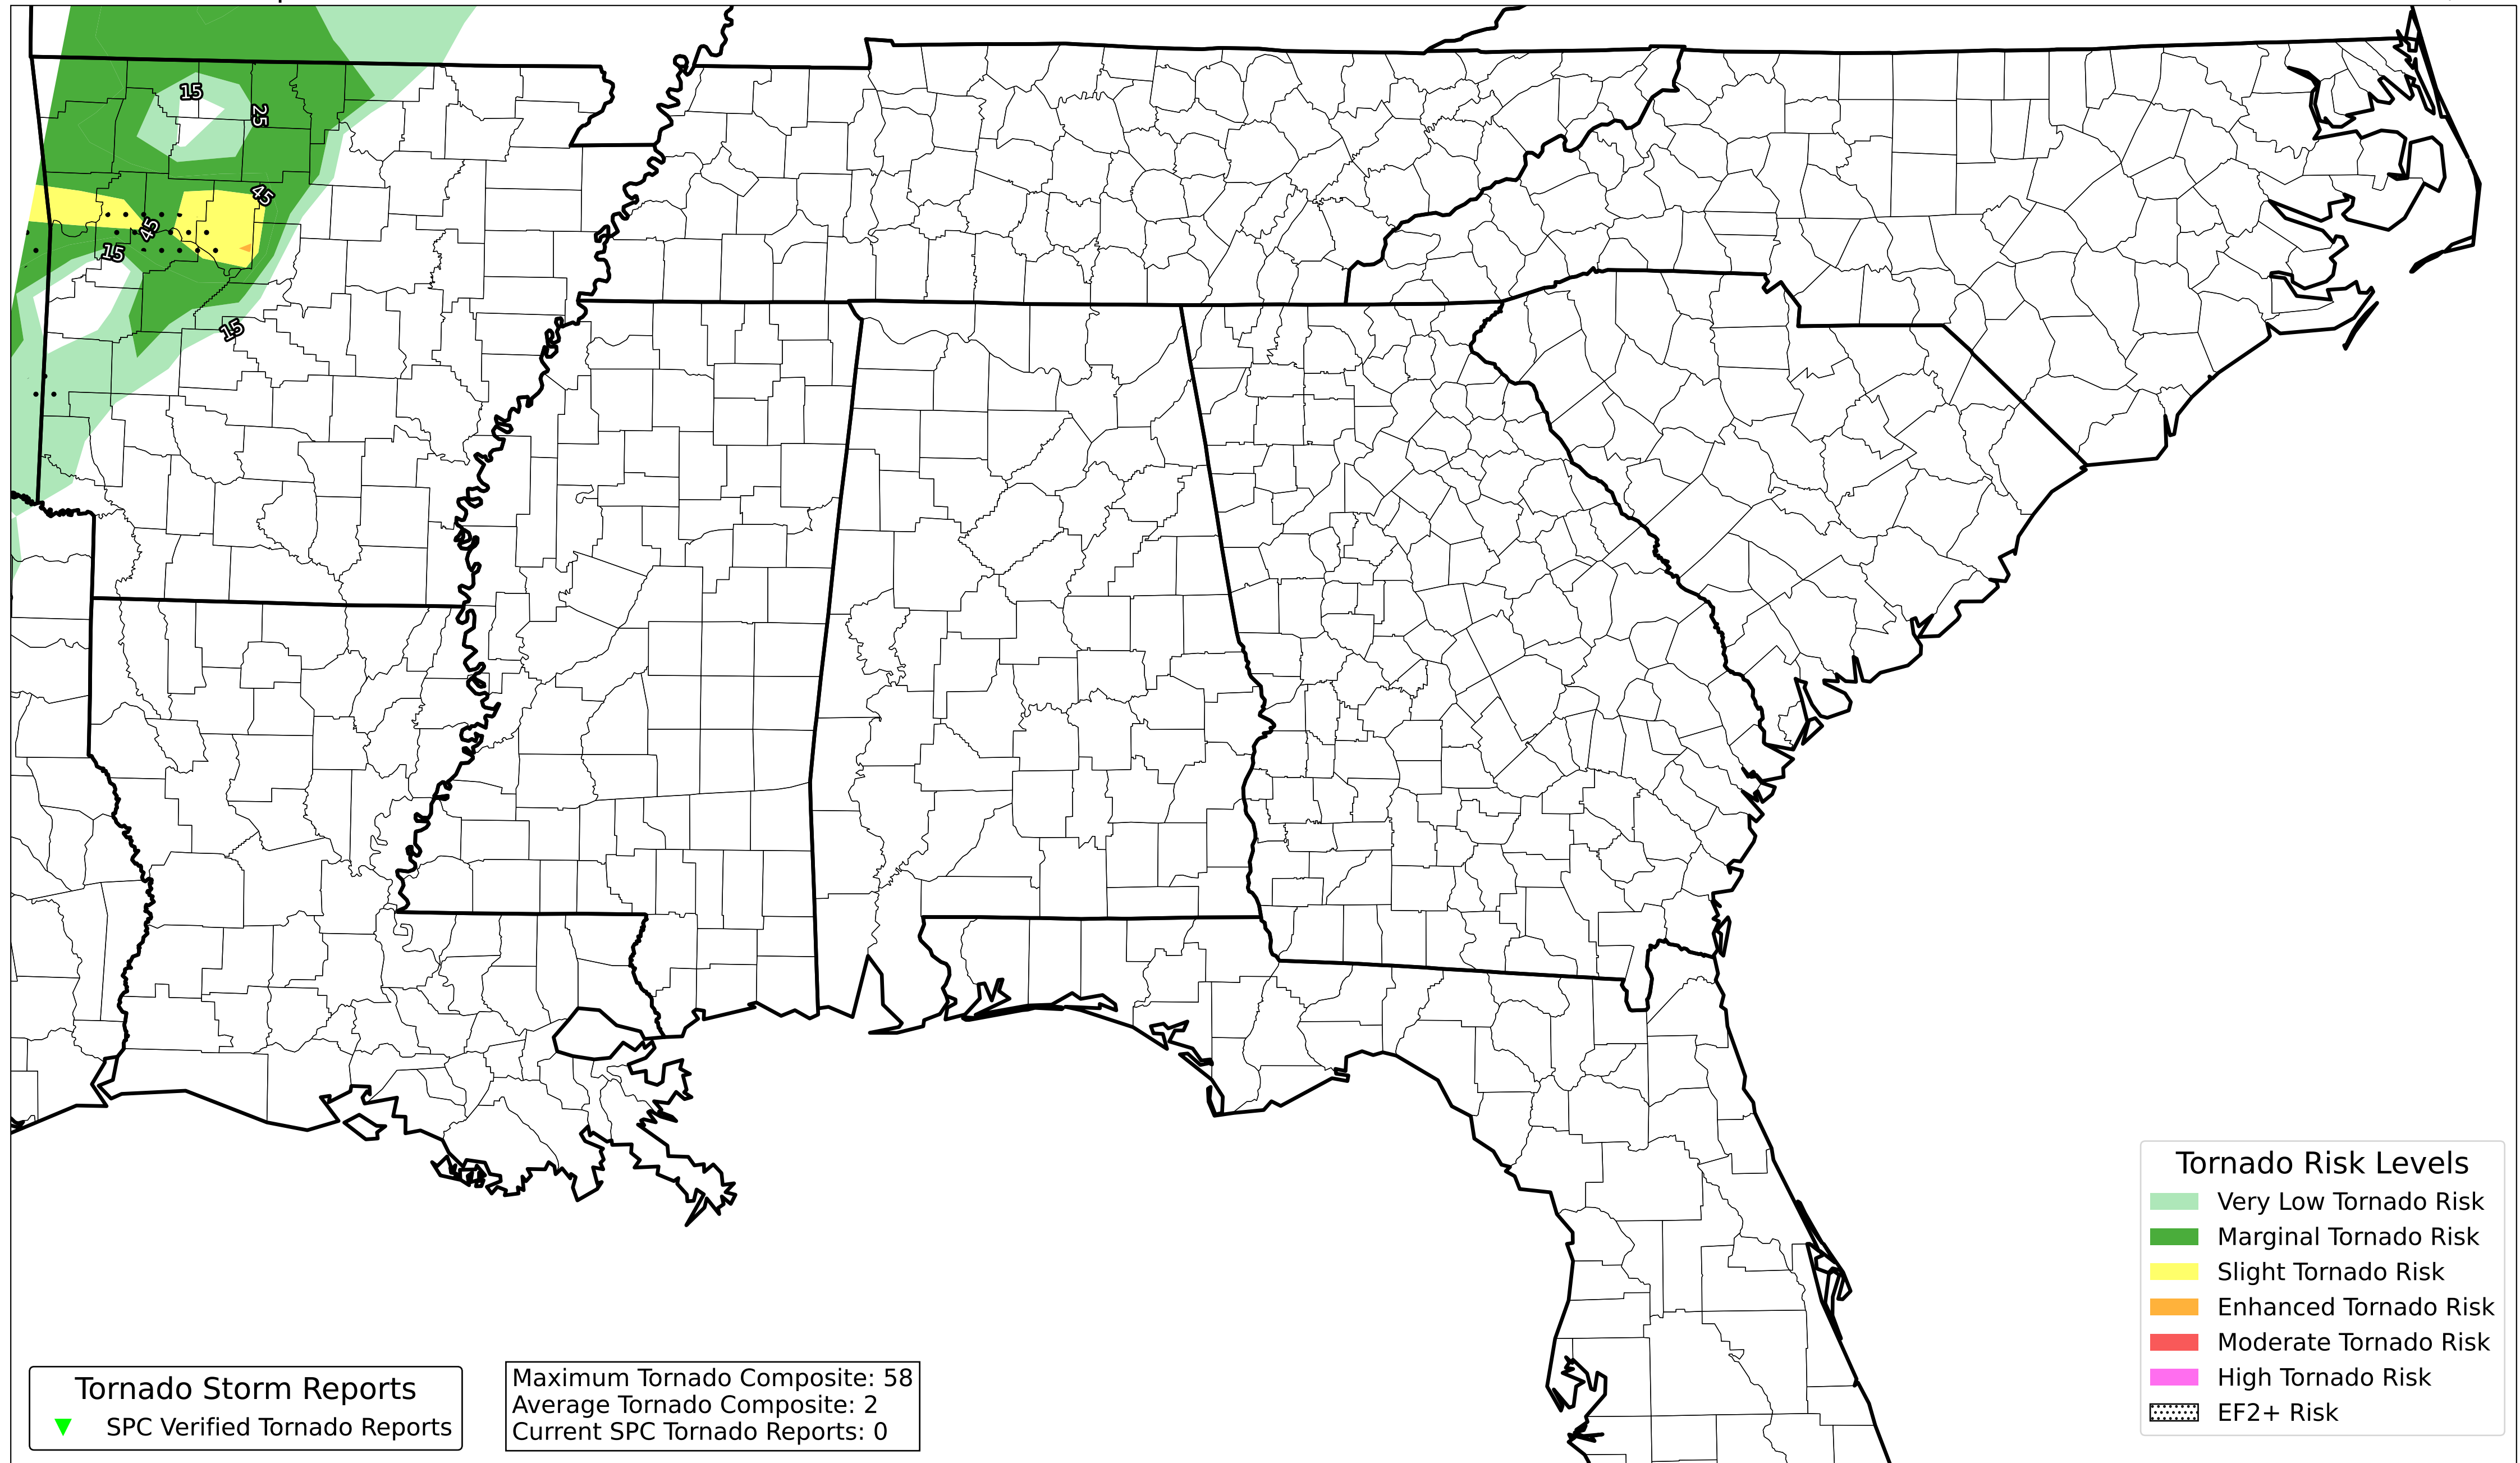 15
25
45
45
15
15
Tornado Risk Levels
Very Low Tornado Risk
Marginal Tornado Risk
Slight Tornado Risk
Enhanced Tornado Risk
Moderate Tornado Risk
High Tornado Risk
EF2+ Risk
Tornado Storm Reports
SPC Verified Tornado Reports
Maximum Tornado Composite: 58
Average Tornado Composite: 2
Current SPC Tornado Reports: 0